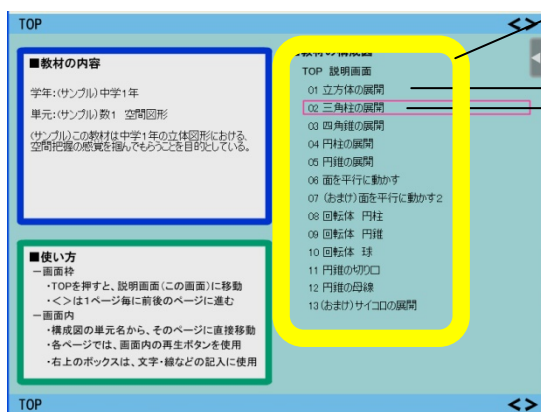 TOP
<>
■教材の内容
学年:(サンプル)中学1年
単元:(サンプル)数1 空間図形
(サンプル)この教材は中学1年の立体図形における、
空間把握の感覚を掴んでもらうことを目的としている。
■使い方
－画面枠
・TOPを押すと、説明画面(この画面)に移動
・<>は1ページ毎に前後のページに進む
－画面内
・構成図の単元名から、そのページに直接移動
・各ページでは、画面内の再生ボタンを使用
・右上のボックスは、文字・線などの記入に使用
教材の構成図
TOP 説明画面
01 立方体の展開
02 三角柱の展開
03 四角錐の展開
04 円柱の展開
05 円錐の展開
06 面を平行に動かす
07 (おまけ)面を平行に動かす2
08 回転体 円柱
09 回転体 円錐
10 回転体 球
11 円錐の切り口
12 円錐の母線
13 (おまけ)サイコロの展開
TOP
<>